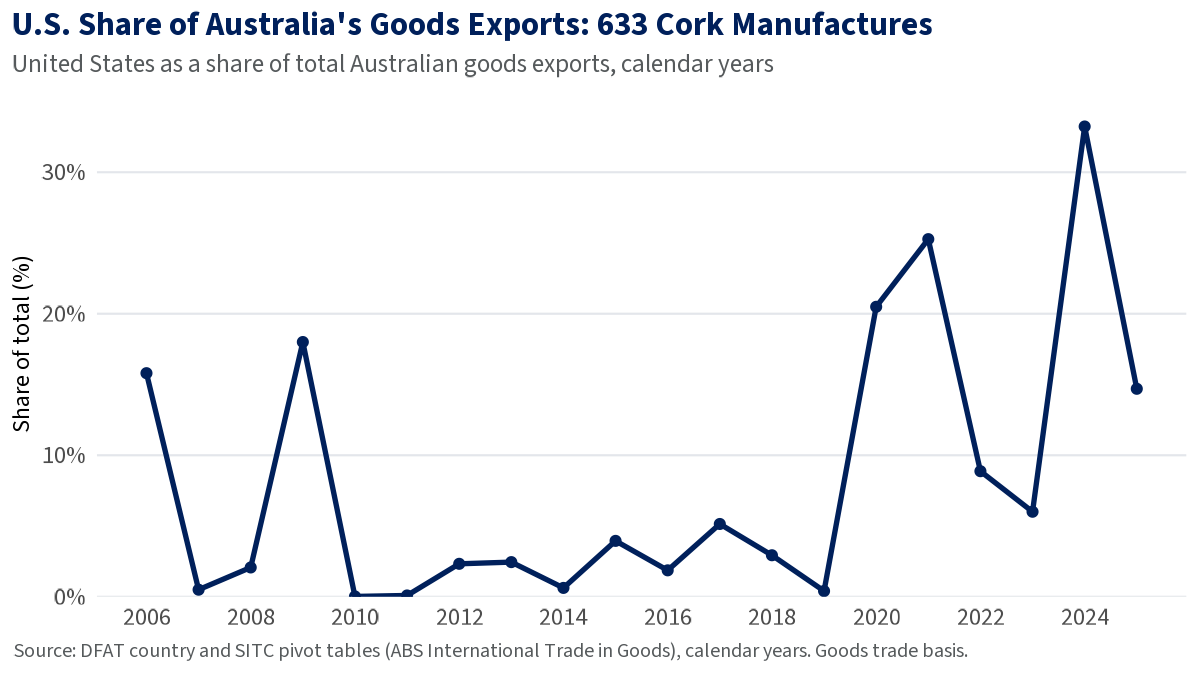 U.S. Share of Australia's Goods Exports: 633 Cork Manufactures
United States as a share of total Australian goods exports, calendar years
Share of total (%)
30%
20%
10%
0%
2006 2008 2010 2012 2014 2016 2018 2020 2022 2024
Source: DFAT country and SITC pivot tables (ABS International Trade in Goods), calendar years. Goods trade basis.